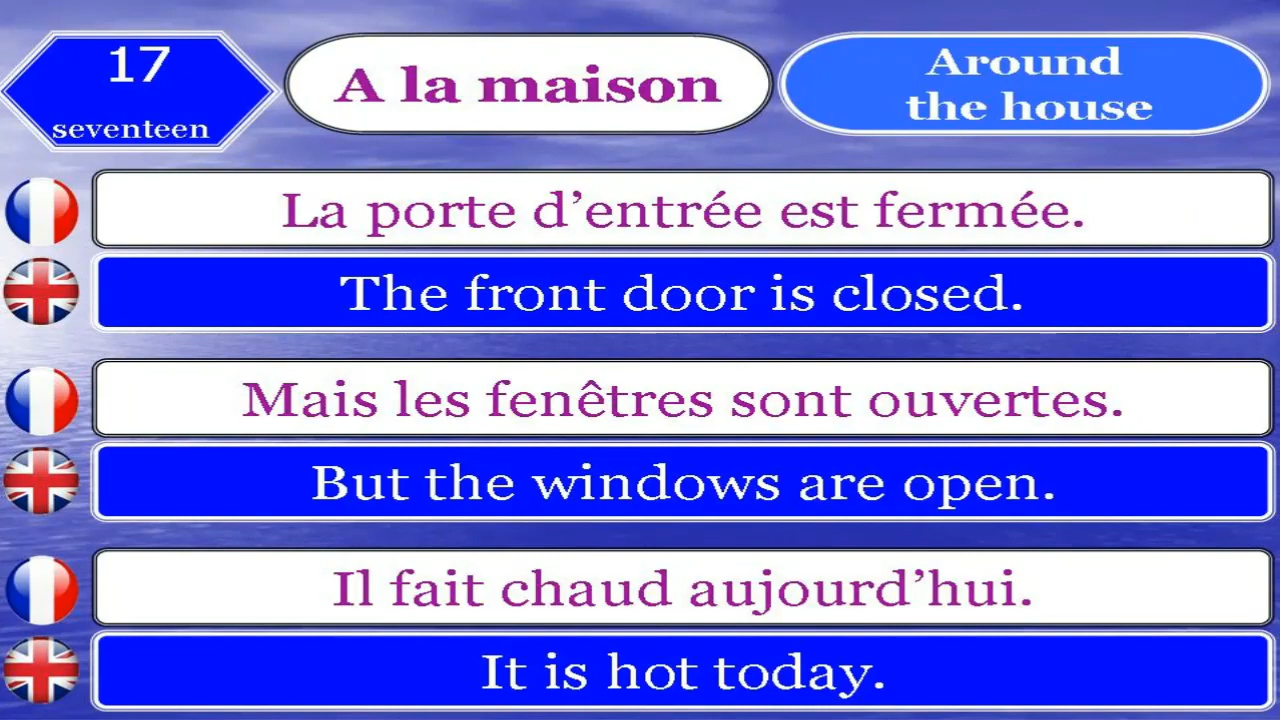 17
seventeen
A la maison
Around
the house
La porte d’entrée est fermée.
The front door is closed.
Mais les fenêtres sont ouvertes.
But the windows are open.
Il fait chaud aujourd’hui.
It is hot today.